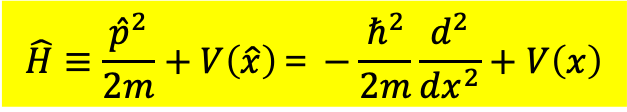 Ĥ ≡ p̂²/2m + V(x̂) = − ħ²/2m d²/dx² + V(x)